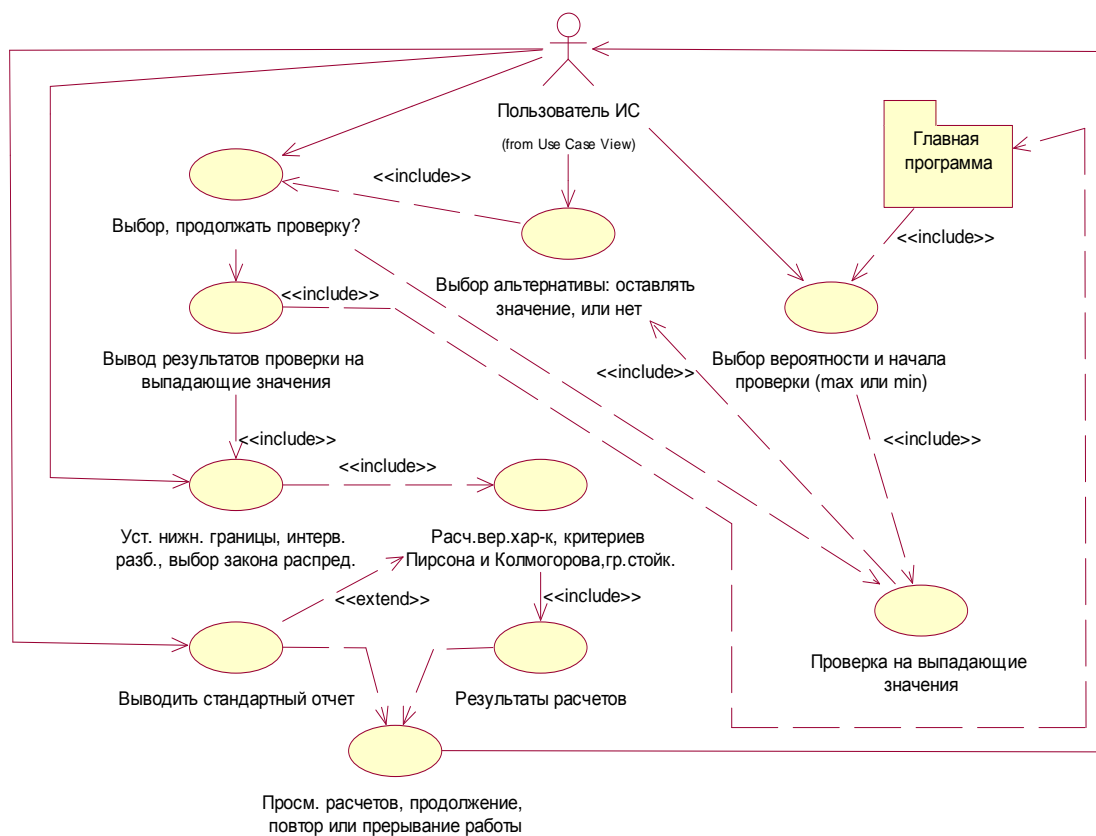 Пользователь ИС
(from Use Case View)
Главная
программа
<<include>>
Выбор, продолжать проверку?
<<include>>
Выбор альтернативы: оставлять
значение, или нет
<<include>>
Вывод результатов проверки на
выпадающие значения
<<include>>
Выбор вероятности и начала
проверки (max или min)
<<include>>
<<include>>
<<include>>
<<include>>
Уст. нижн. границы, интерв.
разб., выбор закона распред.
Расч.вер.хар-к, критериев
Пирсона и Колмогорова,гр.стойк.
<<extend>>
<<include>>
Выводить стандартный отчет
Результаты расчетов
Проверка на выпадающие
значения
Просм. расчетов, продолжение,
повтор или прерывание работы